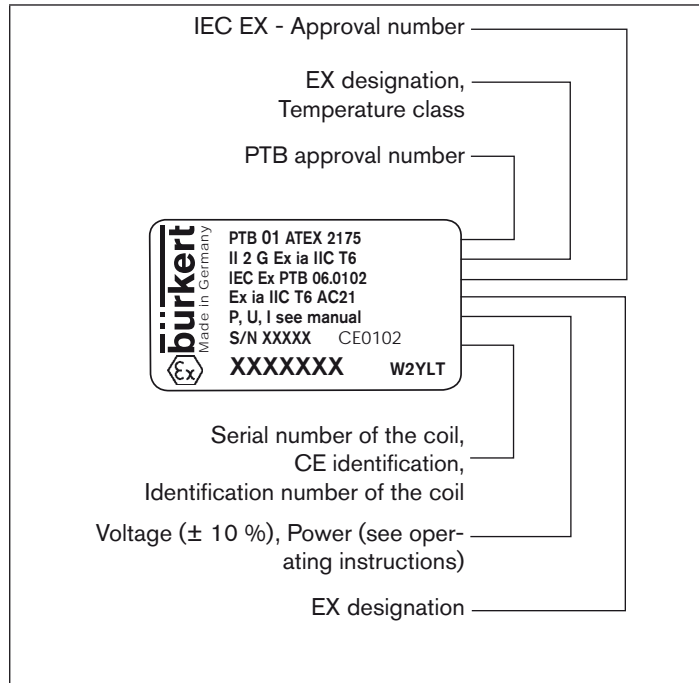 IEC EX - Approval number
EX designation,
Temperature class
PTB approval number
bürkert
Made in Germany
PTB 01 ATEX 2175
II 2 G Ex ia IIC T6
IEC Ex PTB 06.0102
Ex ia IIC T6 AC21
P, U, I see manual
S/N XXXXX CE0102
Ex
XXXXXXX W2YLT
Serial number of the coil,
CE identification,
Identification number of the coil
Voltage (± 10 %), Power (see oper-
ating instructions)
EX designation